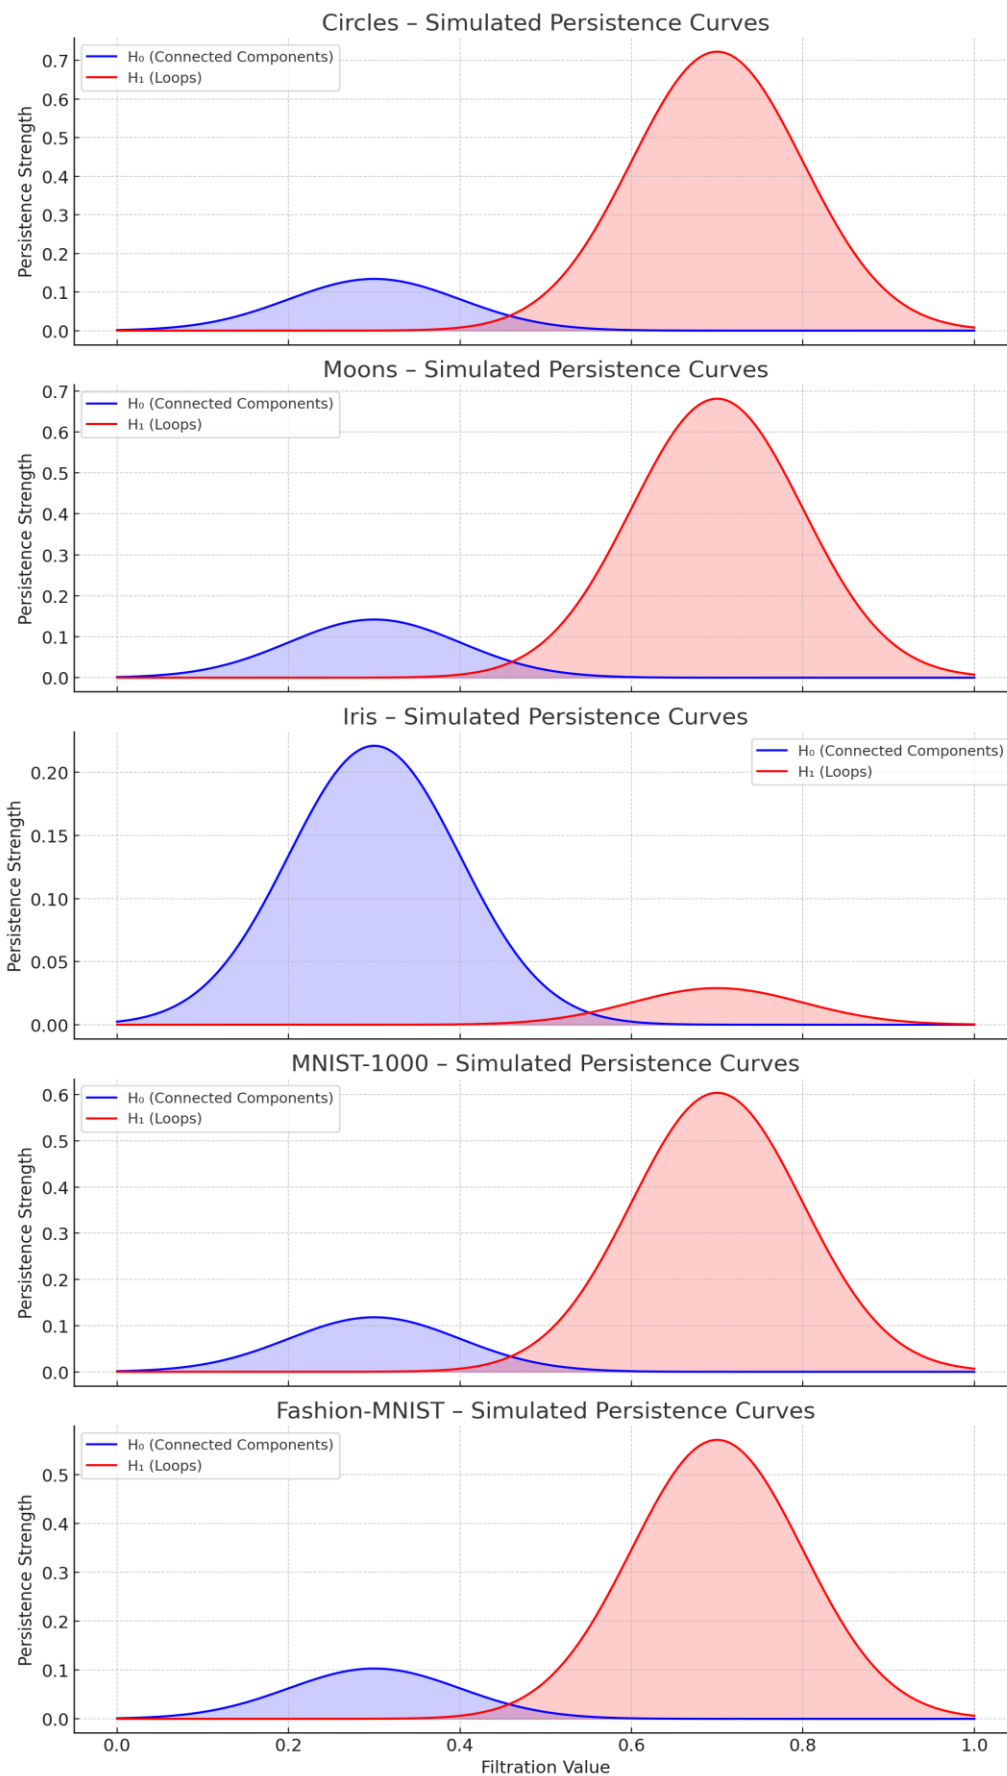 Circles – Simulated Persistence Curves
H₀ (Connected Components)
H₁ (Loops)
Persistence Strength
0.7
0.6
0.5
0.4
0.3
0.2
0.1
0.0
Moons – Simulated Persistence Curves
H₀ (Connected Components)
H₁ (Loops)
Persistence Strength
0.7
0.6
0.5
0.4
0.3
0.2
0.1
0.0
Iris – Simulated Persistence Curves
H₀ (Connected Components)
H₁ (Loops)
Persistence Strength
0.20
0.15
0.10
0.05
0.00
MNIST-1000 – Simulated Persistence Curves
H₀ (Connected Components)
H₁ (Loops)
Persistence Strength
0.6
0.5
0.4
0.3
0.2
0.1
0.0
Fashion-MNIST – Simulated Persistence Curves
H₀ (Connected Components)
H₁ (Loops)
Persistence Strength
0.5
0.4
0.3
0.2
0.1
0.0
0.0 0.2 0.4 0.6 0.8 1.0
Filtration Value